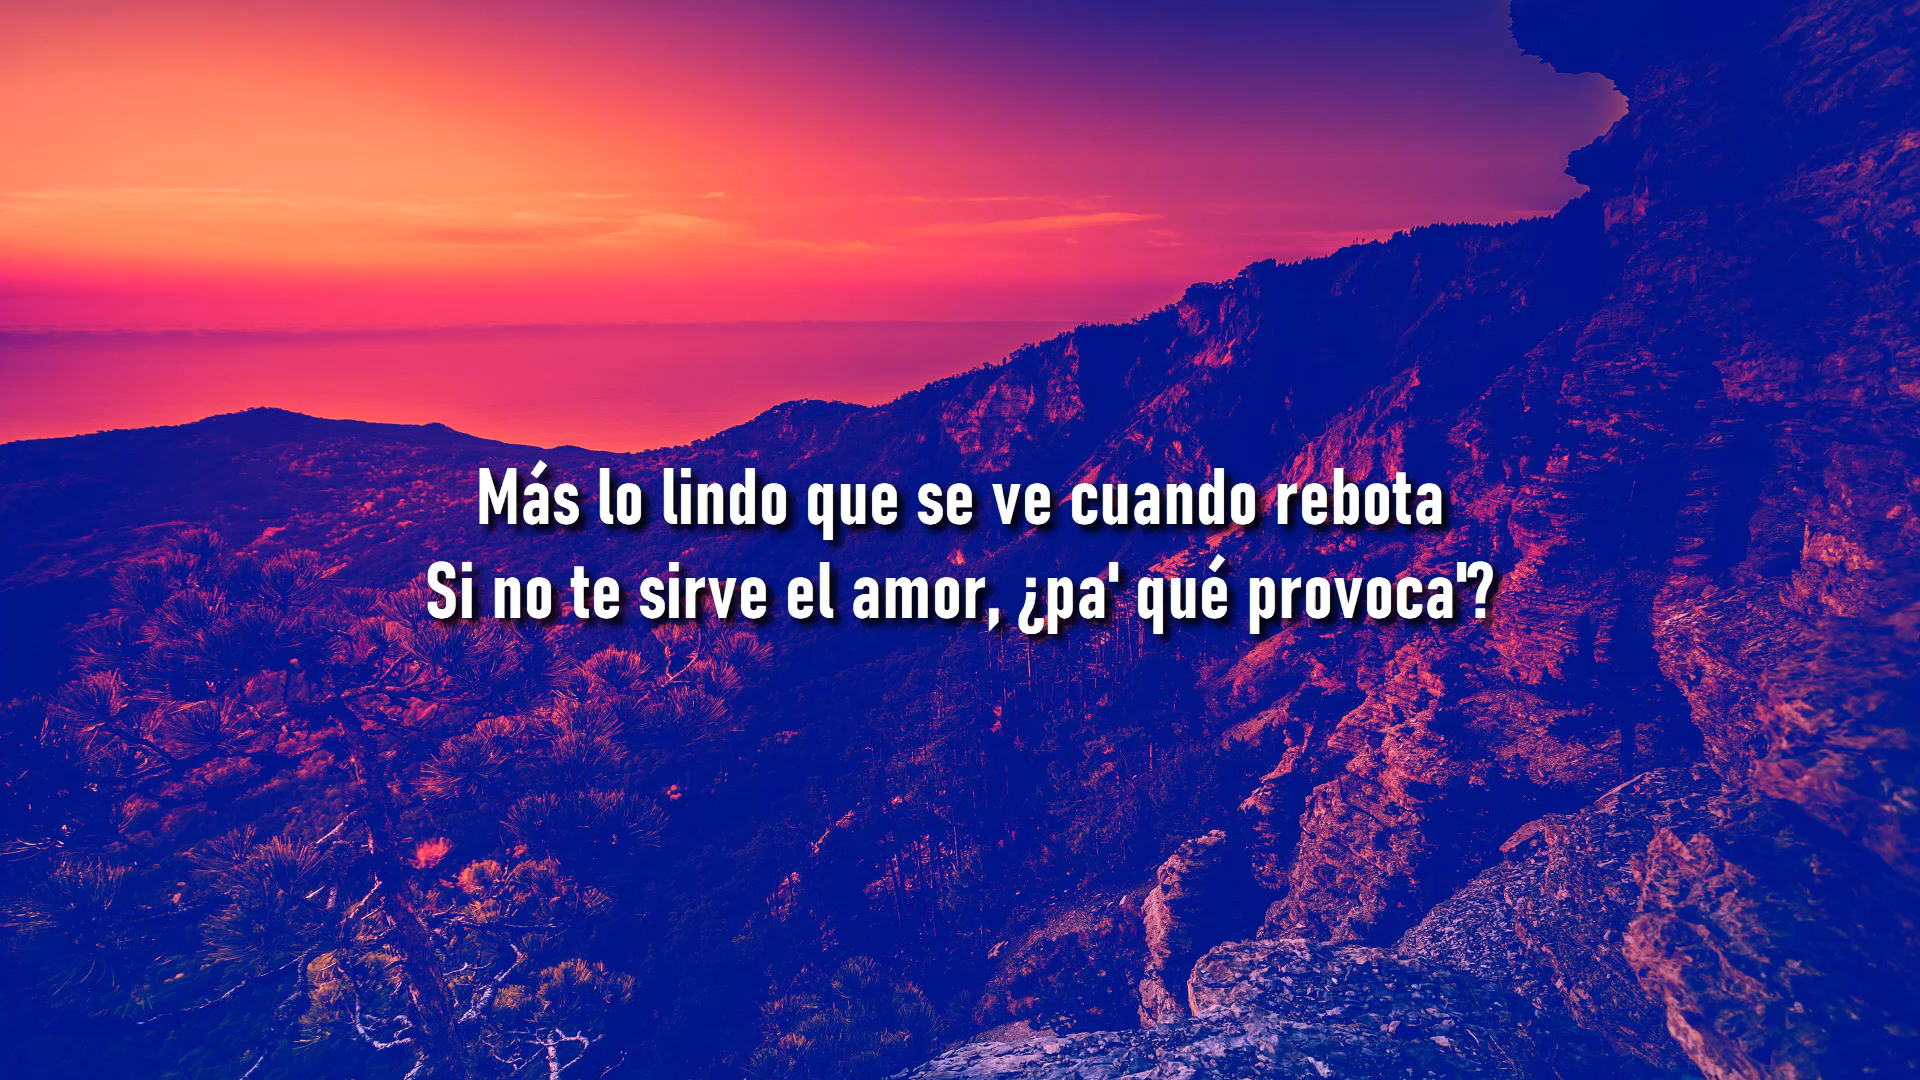 Más lo lindo que se ve cuando rebota
Si no te sirve el amor, ¿pa' qué provoca'?